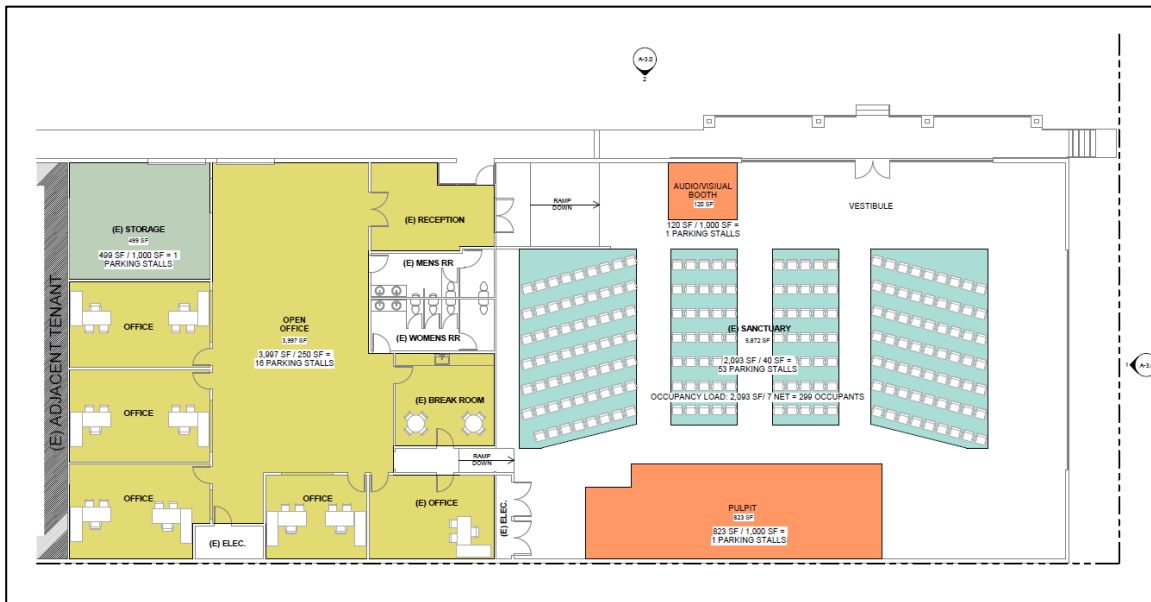 A-3.0
2
(E) ADJACENT TENANT
(E) STORAGE
499 SF
499 SF / 1,000 SF = 1
PARKING STALLS
OFFICE
OFFICE
OFFICE
(E) ELEC.
OPEN
OFFICE
3,997 SF
3,997 SF / 250 SF =
16 PARKING STALLS
OFFICE
(E) RECEPTION
(E) MENS RR
(E) WOMENS RR
(E) BREAK ROOM
(E) OFFICE
RAMP
DOWN
RAMP
DOWN
(E) ELEC.
AUDIO/VISUAL
BOOTH
120 SF
120 SF / 1,000 SF =
1 PARKING STALLS
VESTIBULE
(E) SANCTUARY
5,872 SF
2,093 SF / 40 SF =
53 PARKING STALLS
OCCUPANCY LOAD: 2,093 SF/ 7 NET = 299 OCCUPANTS
PULPIT
823 SF
823 SF / 1,000 SF =
1 PARKING STALLS
1